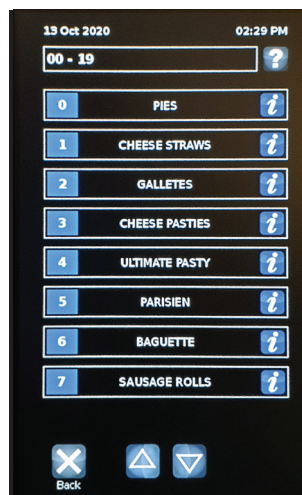 13 Oct 2020 02:29 PM
00 - 19 ?
0 PIES i
1 CHEESE STRAWS i
2 GALLETES i
3 CHEESE PASTIES i
4 ULTIMATE PASTY i
5 PARISIEN i
6 BAGUETTE i
7 SAUSAGE ROLLS i
Back